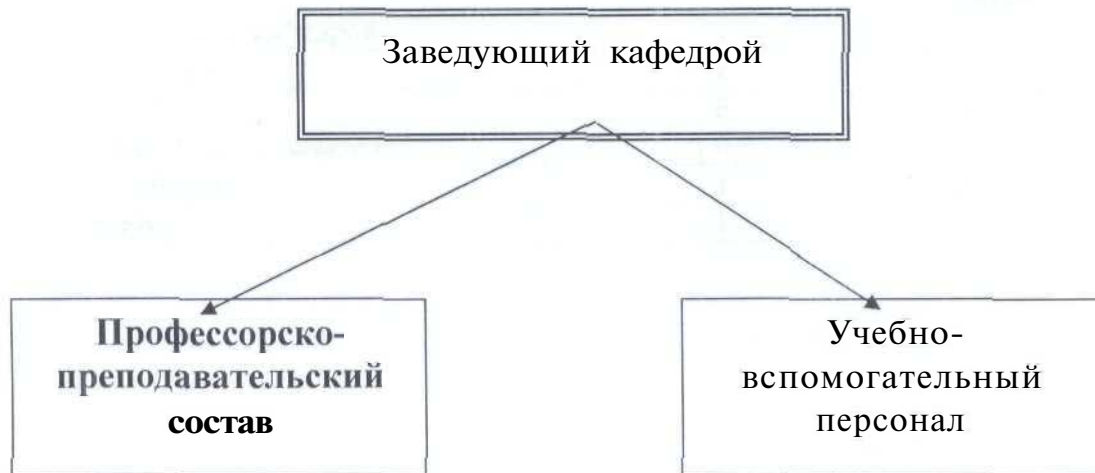 Заведующий кафедрой
Профессорско-
преподавательский
состав
Учебно-
вспомогательный
персонал